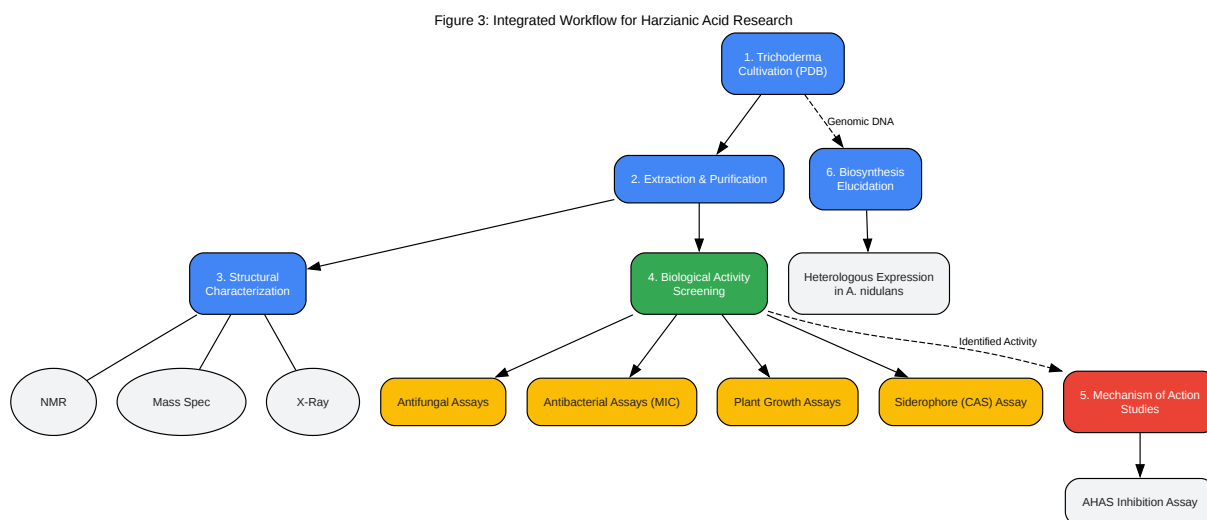 Figure 3: Integrated Workflow for Harzianic Acid Research
1. Trichoderma
Cultivation (PDB)
Genomic DNA
2. Extraction & Purification
6. Biosynthesis
Elucidation
3. Structural
Characterization
4. Biological Activity
Screening
Heterologous Expression
in A. nidulans
Identified Activity
NMR
Mass Spec
X-Ray
Antifungal Assays
Antibacterial Assays (MIC)
Plant Growth Assays
Siderophore (CAS) Assay
5. Mechanism of Action
Studies
AHAS Inhibition Assay